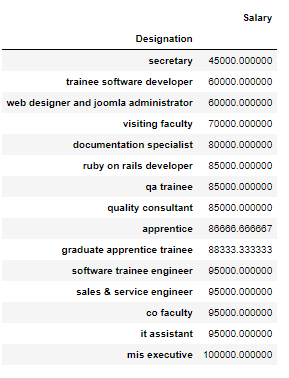 Salary
Designation
secretary 45000.000000
trainee software developer 60000.000000
web designer and joomla administrator 60000.000000
visiting faculty 70000.000000
documentation specialist 80000.000000
ruby on rails developer 85000.000000
qa trainee 85000.000000
quality consultant 85000.000000
apprentice 86666.666667
graduate apprentice trainee 88333.333333
software trainee engineer 95000.000000
sales & service engineer 95000.000000
co faculty 95000.000000
it assistant 95000.000000
mis executive 100000.000000